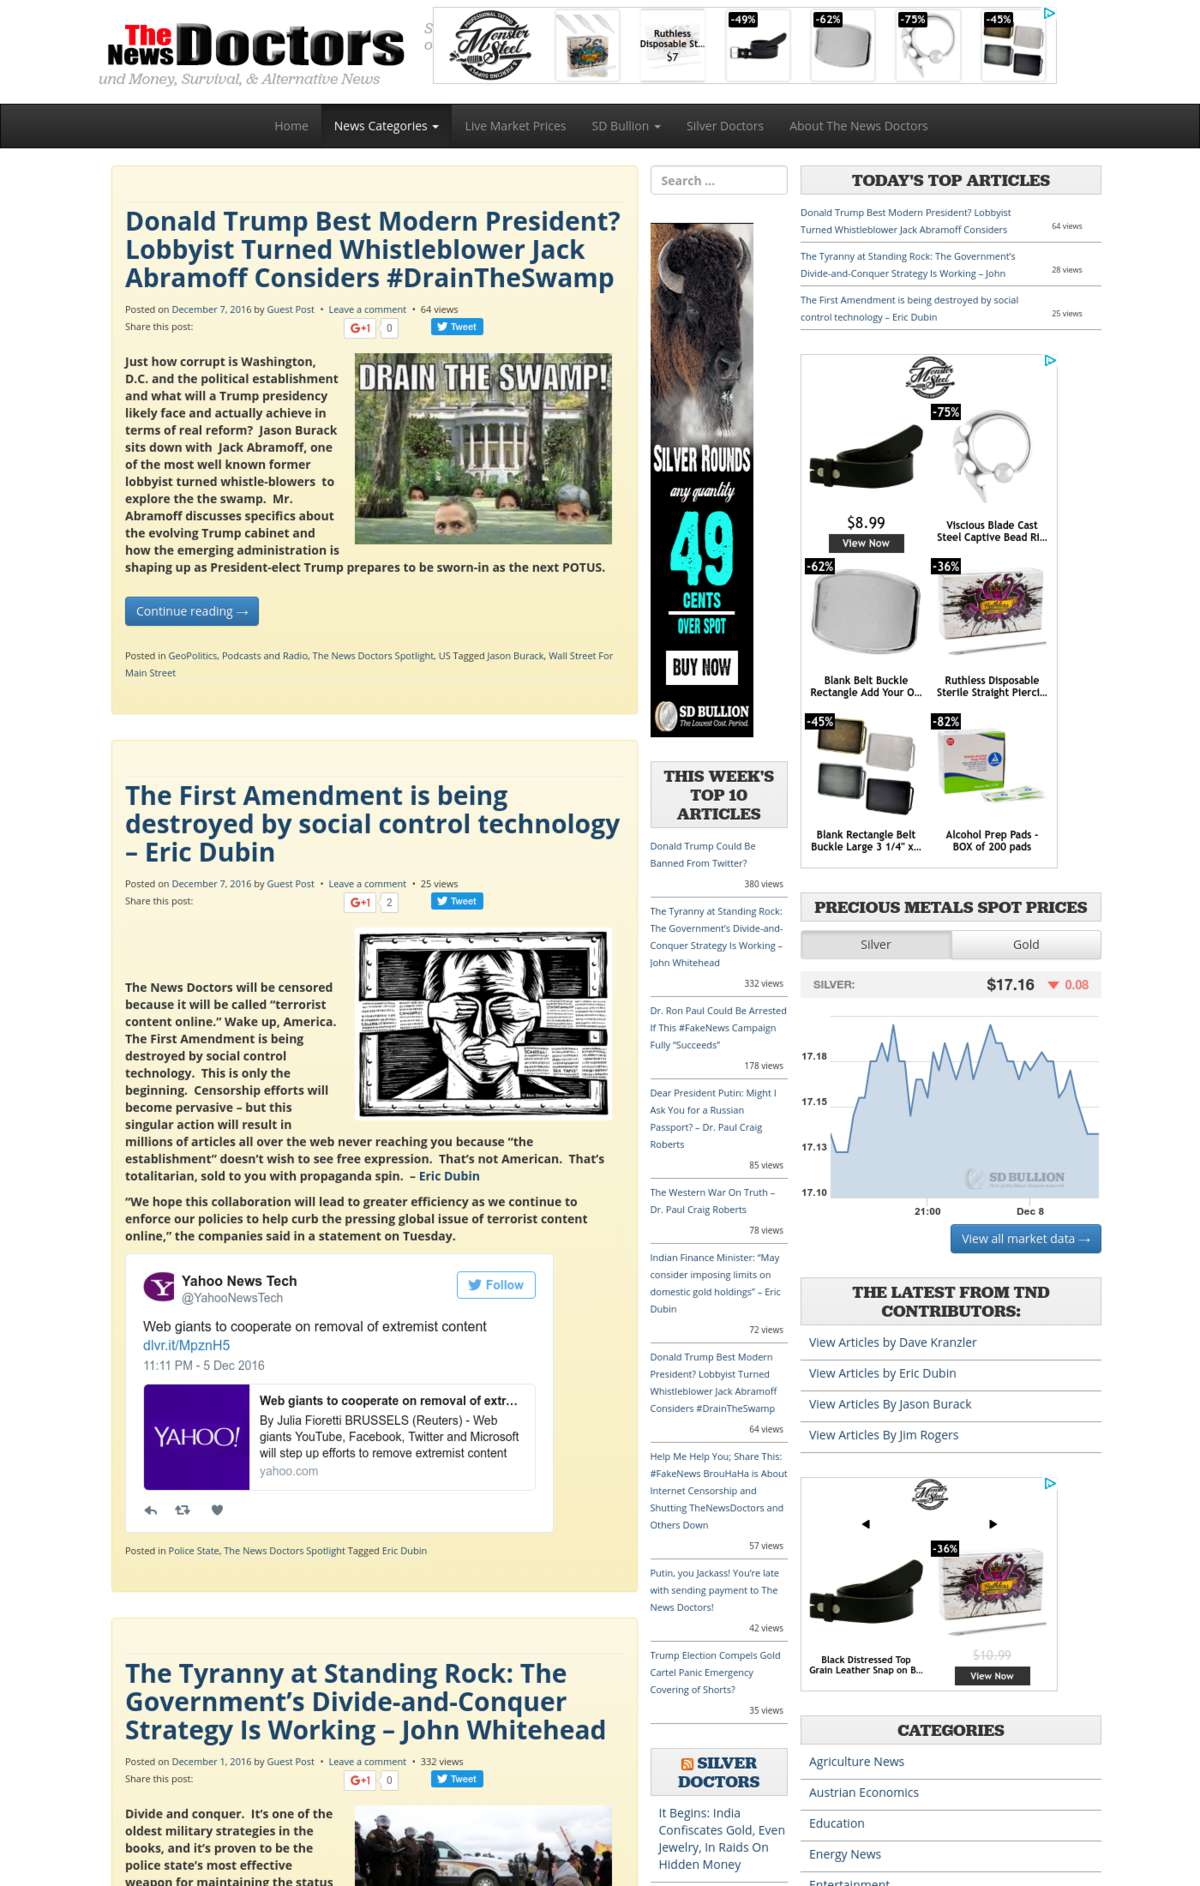 The
News Doctors
und Money, Survival, & Alternative News
S
o
PROFESSIONAL TATTOO
Monster
Steel
& PIERCING SUPPLY
Ruthless
Disposable St...
$7
-49%
-62%
-75%
-45%
Home
News Categories
Live Market Prices
SD Bullion
Silver Doctors
About The News Doctors
Donald Trump Best Modern President?
Lobbyist Turned Whistleblower Jack
Abramoff Considers #DrainTheSwamp
Posted on December 7, 2016 by Guest Post • Leave a comment • 64 views
Share this post:
G+1
0
Tweet
DRAIN THE SWAMP!
Just how corrupt is Washington,
D.C. and the political establishment
and what will a Trump presidency
likely face and actually achieve in
terms of real reform? Jason Burack
sits down with Jack Abramoff, one
of the most well known former
lobbyist turned whistle-blowers to
explore the the swamp. Mr.
Abramoff discusses specifics about
the evolving Trump cabinet and
how the emerging administration is
shaping up as President-elect Trump prepares to be sworn-in as the next POTUS.
Continue reading →
Posted in GeoPolitics, Podcasts and Radio, The News Doctors Spotlight, US Tagged Jason Burack, Wall Street For
Main Street
The First Amendment is being
destroyed by social control technology
– Eric Dubin
Posted on December 7, 2016 by Guest Post • Leave a comment • 25 views
Share this post:
G+1
2
Tweet
The News Doctors will be censored
because it will be called “terrorist
content online.” Wake up, America.
The First Amendment is being
destroyed by social control
technology. This is only the
beginning. Censorship efforts will
become pervasive – but this
singular action will result in
millions of articles all over the web never reaching you because “the
establishment” doesn’t wish to see free expression. That’s not American. That’s
totalitarian, sold to you with propaganda spin. – Eric Dubin
“We hope this collaboration will lead to greater efficiency as we continue to
enforce our policies to help curb the pressing global issue of terrorist content
online,” the companies said in a statement on Tuesday.
Yahoo News Tech
@YahooNewsTech
Follow
Web giants to cooperate on removal of extremist content
dlvr.it/MpznH5
11:11 PM - 5 Dec 2016
YAHOO!
Web giants to cooperate on removal of extr...
By Julia Fioretti BRUSSELS (Reuters) - Web
giants YouTube, Facebook, Twitter and Microsoft
will step up efforts to remove extremist content
yahoo.com
Posted in Police State, The News Doctors Spotlight Tagged Eric Dubin
The Tyranny at Standing Rock: The
Government’s Divide-and-Conquer
Strategy Is Working – John Whitehead
Posted on December 1, 2016 by Guest Post • Leave a comment • 332 views
Share this post:
G+1
0
Tweet
Divide and conquer. It’s one of the
oldest military strategies in the
books, and it’s proven to be the
police state’s most effective
weapon for maintaining the status
Search ...
SILVER ROUNDS
any quantity
49
CENTS
OVER SPOT
BUY NOW
SD BULLION
The Lowest Cost. Period.
THIS WEEK'S
TOP 10
ARTICLES
Donald Trump Could Be
Banned From Twitter?
380 views
The Tyranny at Standing Rock:
The Government’s Divide-and-
Conquer Strategy Is Working –
John Whitehead
332 views
Dr. Ron Paul Could Be Arrested
If This #FakeNews Campaign
Fully “Succeeds”
178 views
Dear President Putin: Might I
Ask You for a Russian
Passport? – Dr. Paul Craig
Roberts
85 views
The Western War On Truth –
Dr. Paul Craig Roberts
78 views
Indian Finance Minister: “May
consider imposing limits on
domestic gold holdings” – Eric
Dubin
72 views
Donald Trump Best Modern
President? Lobbyist Turned
Whistleblower Jack Abramoff
Considers #DrainTheSwamp
64 views
Help Me Help You; Share This:
#FakeNews BrouHaHa is About
Internet Censorship and
Shutting TheNewsDoctors and
Others Down
57 views
Putin, you Jackass! You’re late
with sending payment to The
News Doctors!
42 views
Trump Election Compels Gold
Cartel Panic Emergency
Covering of Shorts?
35 views
SILVER
DOCTORS
It Begins: India
Confiscates Gold, Even
Jewelry, In Raids On
Hidden Money
TODAY'S TOP ARTICLES
Donald Trump Best Modern President? Lobbyist
Turned Whistleblower Jack Abramoff Considers
64 views
The Tyranny at Standing Rock: The Government’s
Divide-and-Conquer Strategy Is Working – John
28 views
The First Amendment is being destroyed by social
control technology – Eric Dubin
25 views
Monster
Steel
-75%
$8.99
View Now
Viscious Blade Cast
Steel Captive Bead Ri...
-62%
-36%
Blank Belt Buckle
Rectangle Add Your O...
Ruthless Disposable
Sterile Straight Pierci...
-45%
-82%
Blank Rectangle Belt
Buckle Large 3 1/4" x...
Alcohol Prep Pads -
BOX of 200 pads
PRECIOUS METALS SPOT PRICES
Silver
Gold
SILVER:
$17.16
0.08
17.18
17.15
17.13
17.10
SD BULLION
21:00
Dec 8
View all market data →
THE LATEST FROM TND
CONTRIBUTORS:
View Articles by Dave Kranzler
View Articles by Eric Dubin
View Articles By Jason Burack
View Articles By Jim Rogers
Monster
Steel
-36%
Black Distressed Top
Grain Leather Snap on B...
$10.99
View Now
CATEGORIES
Agriculture News
Austrian Economics
Education
Energy News
Entertainment